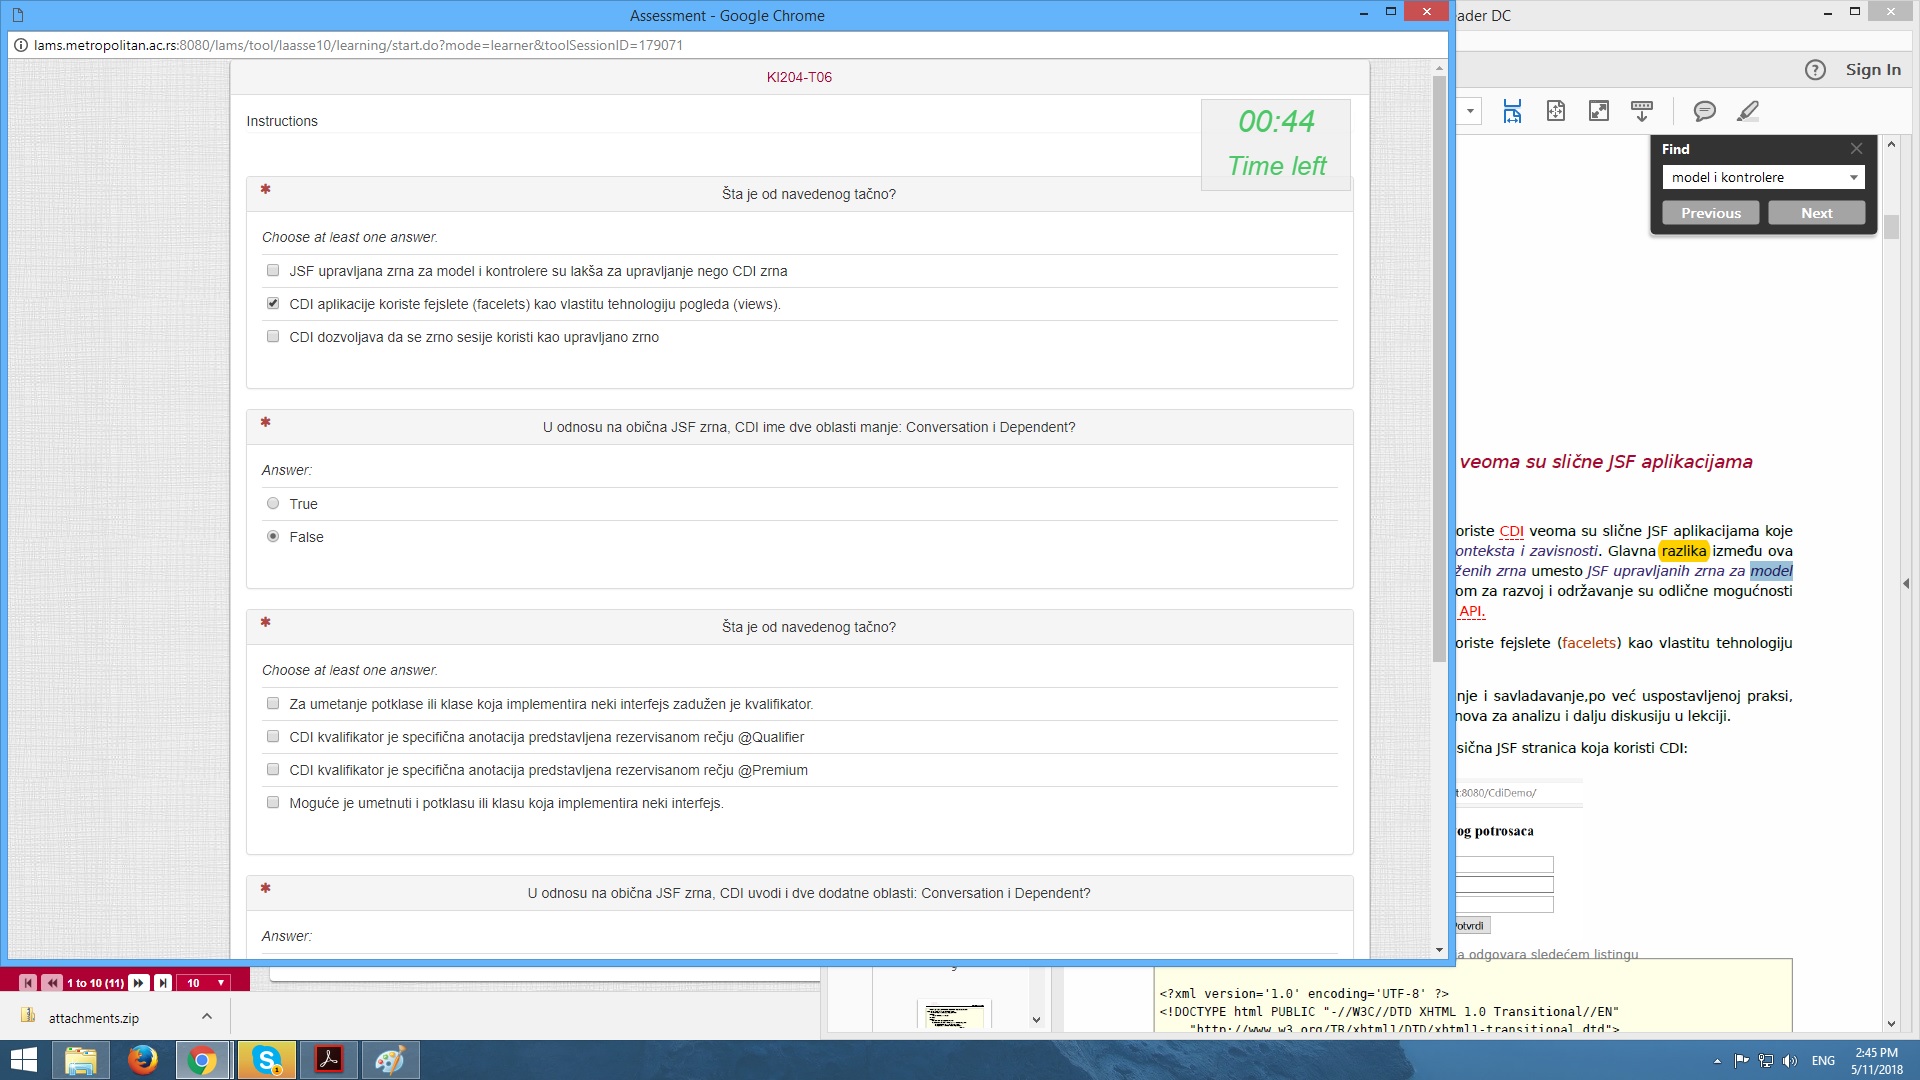 Assessment - Google Chrome
lams.metropolitan.ac.rs:8080/lams/tool/laasse10/learning/start.do?mode=learner&toolSessionID=179071
KI204-T06
Instructions
00:44
Time left
* Šta je od navedenog tačno?
Choose at least one answer.
JSF upravljana zrna za model i kontrolere su lakša za upravljanje nego CDI zrna
CDI aplikacije koriste fejslete (facelets) kao vlastitu tehnologiju pogleda (views).
CDI dozvoljava da se zrno sesije koristi kao upravljano zrno
* U odnosu na obična JSF zrna, CDI ime dve oblasti manje: Conversation i Dependent?
Answer:
True
False
* Šta je od navedenog tačno?
Choose at least one answer.
Za umetanje potklase ili klase koja implementira neki interfejs zadužen je kvalifikator.
CDI kvalifikator je specifična anotacija predstavljena rezervisanom rečju @Qualifier
CDI kvalifikator je specifična anotacija predstavljena rezervisanom rečju @Premium
Moguće je umetnuti i potklasu ili klasu koja implementira neki interfejs.
* U odnosu na obična JSF zrna, CDI uvodi i dve dodatne oblasti: Conversation i Dependent?
Answer:
ader DC
Sign In
Find
model i kontrolere
Previous Next
veoma su slične JSF aplikacijama
oriste CDI veoma su slične JSF aplikacijama koje
onteksta i zavisnosti. Glavna razlika između ova
ženih zrna umesto JSF upravljanih zrna za model
om za razvoj i održavanje su odlične mogućnosti
API.
oriste fejslete (facelets) kao vlastitu tehnologiju
nje i savladavanje,po već uspostavljenoj praksi,
nova za analizu i dalju diskusiju u lekciji.
sična JSF stranica koja koristi CDI:
t:8080/CdiDemo/
og potrosaca
Potvrdi
a odgovara sledećem listingu
<?xml version='1.0' encoding='UTF-8' ?>
<!DOCTYPE html PUBLIC "-//W3C//DTD XHTML 1.0 Transitional//EN"
"http://www.w3.org/TR/xhtml1/DTD/xhtml1-transitional.dtd">
1 to 10 (11) 10
attachments.zip
ENG
2:45 PM
5/11/2018